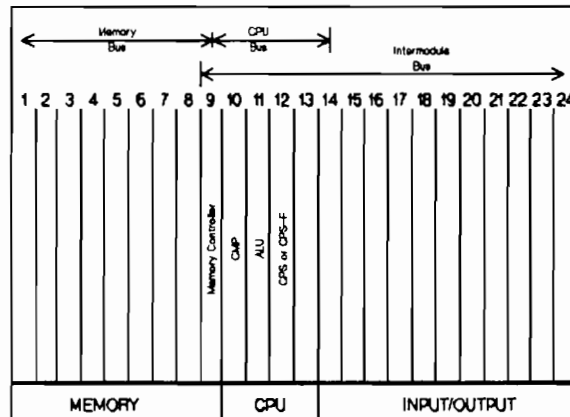 Memory Bus
CPU Bus
Intermodule Bus
1 2 3 4 5 6 7 8 9 10 11 12 13 14 15 16 17 18 19 20 21 22 23 24
Memory Controller
CMP
ALU
CPS or CPS-F
MEMORY
CPU
INPUT/OUTPUT